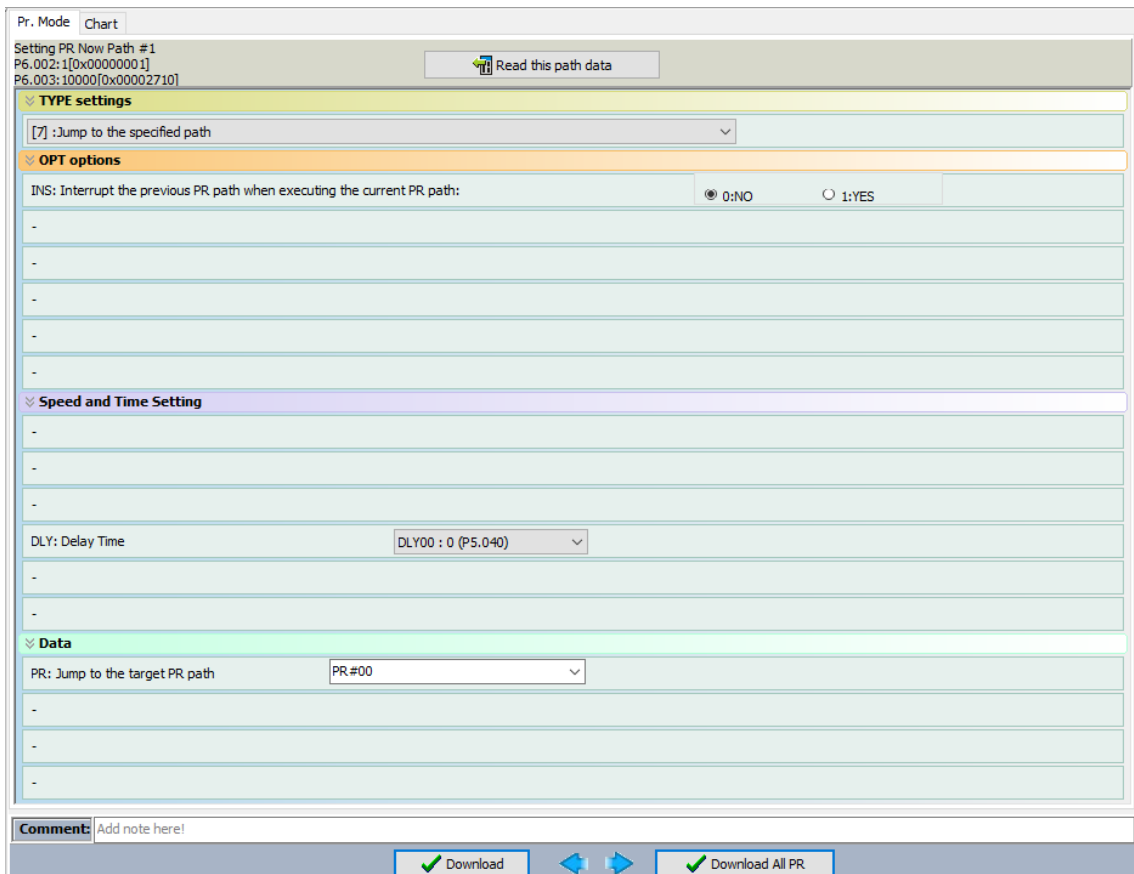 Pr. Mode Chart
Setting PR Now Path #1
P6.002:1[0x00000001]
P6.003:10000[0x00002710]
Read this path data
TYPE settings
[7] :Jump to the specified path
OPT options
INS: Interrupt the previous PR path when executing the current PR path: 0:NO 1:YES
-
-
-
-
-
Speed and Time Setting
-
-
-
DLY: Delay Time DLY00 : 0 (P5.040)
-
-
Data
PR: Jump to the target PR path PR#00
-
-
-
Comment: Add note here!
Download Download All PR